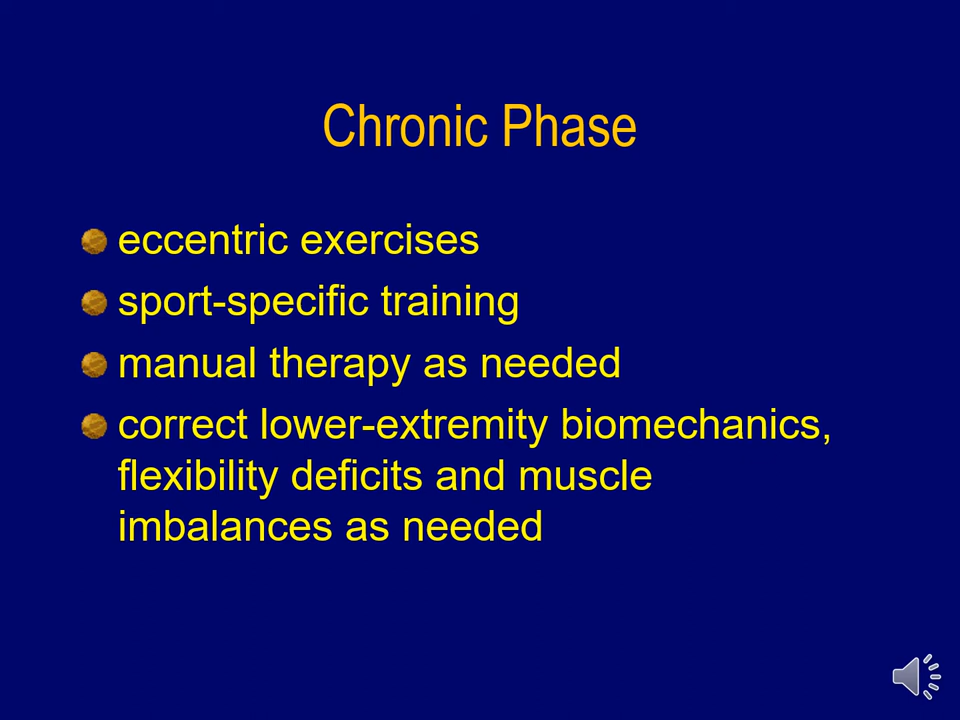 Chronic Phase
eccentric exercises
sport-specific training
manual therapy as needed
correct lower-extremity biomechanics,
flexibility deficits and muscle
imbalances as needed